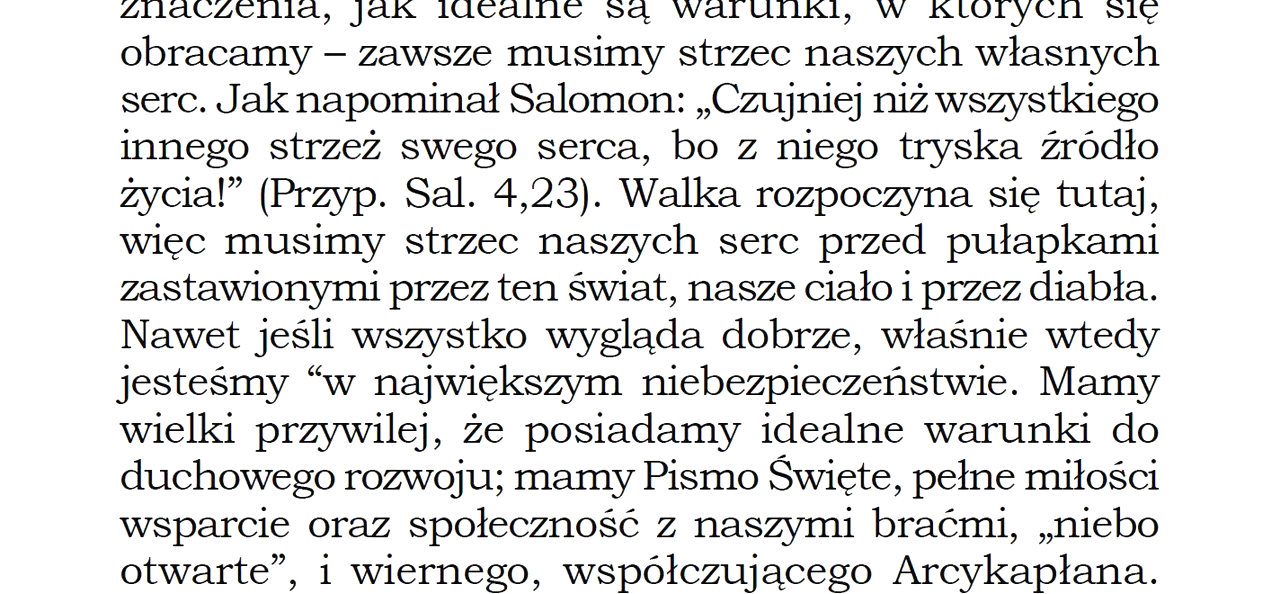 znaczenia, jak idealne są warunki, w których się
obracamy – zawsze musimy strzec naszych własnych
serc. Jak napominał Salomon: „Czujniej niż wszystkiego
innego strzeż swego serca, bo z niego tryska źródło
życia!” (Przyp. Sal. 4,23). Walka rozpoczyna się tutaj,
więc musimy strzec naszych serc przed pułapkami
zastawionymi przez ten świat, nasze ciało i przez diabła.
Nawet jeśli wszystko wygląda dobrze, właśnie wtedy
jesteśmy “w największym niebezpieczeństwie. Mamy
wielki przywilej, że posiadamy idealne warunki do
duchowego rozwoju; mamy Pismo Święte, pełne miłości
wsparcie oraz społeczność z naszymi braćmi, „niebo
otwarte”, i wiernego, współczującego Arcykapłana.